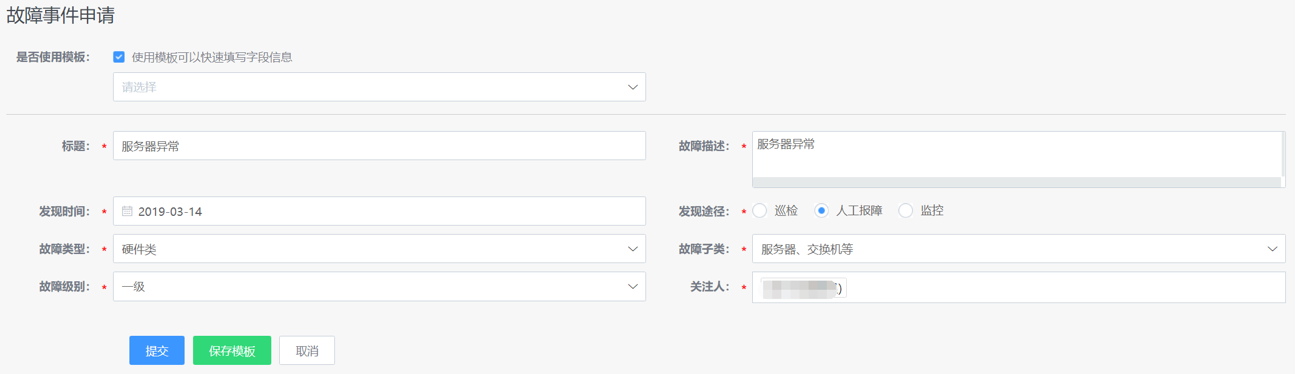 故障事件申请
是否使用模板： 使用模板可以快速填写字段信息
请选择
标题： * 服务器异常 故障描述： * 服务器异常
发现时间： * 2019-03-14 发现途径： * 巡检 人工报障 监控
故障类型： * 硬件类 故障子类： * 服务器、交换机等
故障级别： * 一级 关注人： * )
提交 保存模板 取消